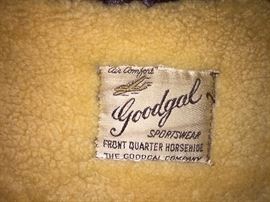 "Air Comfort"
Goodgal
SPORTSWEAR
FRONT QUARTER HORSEHIDE
THE GOODGAL COMPANY